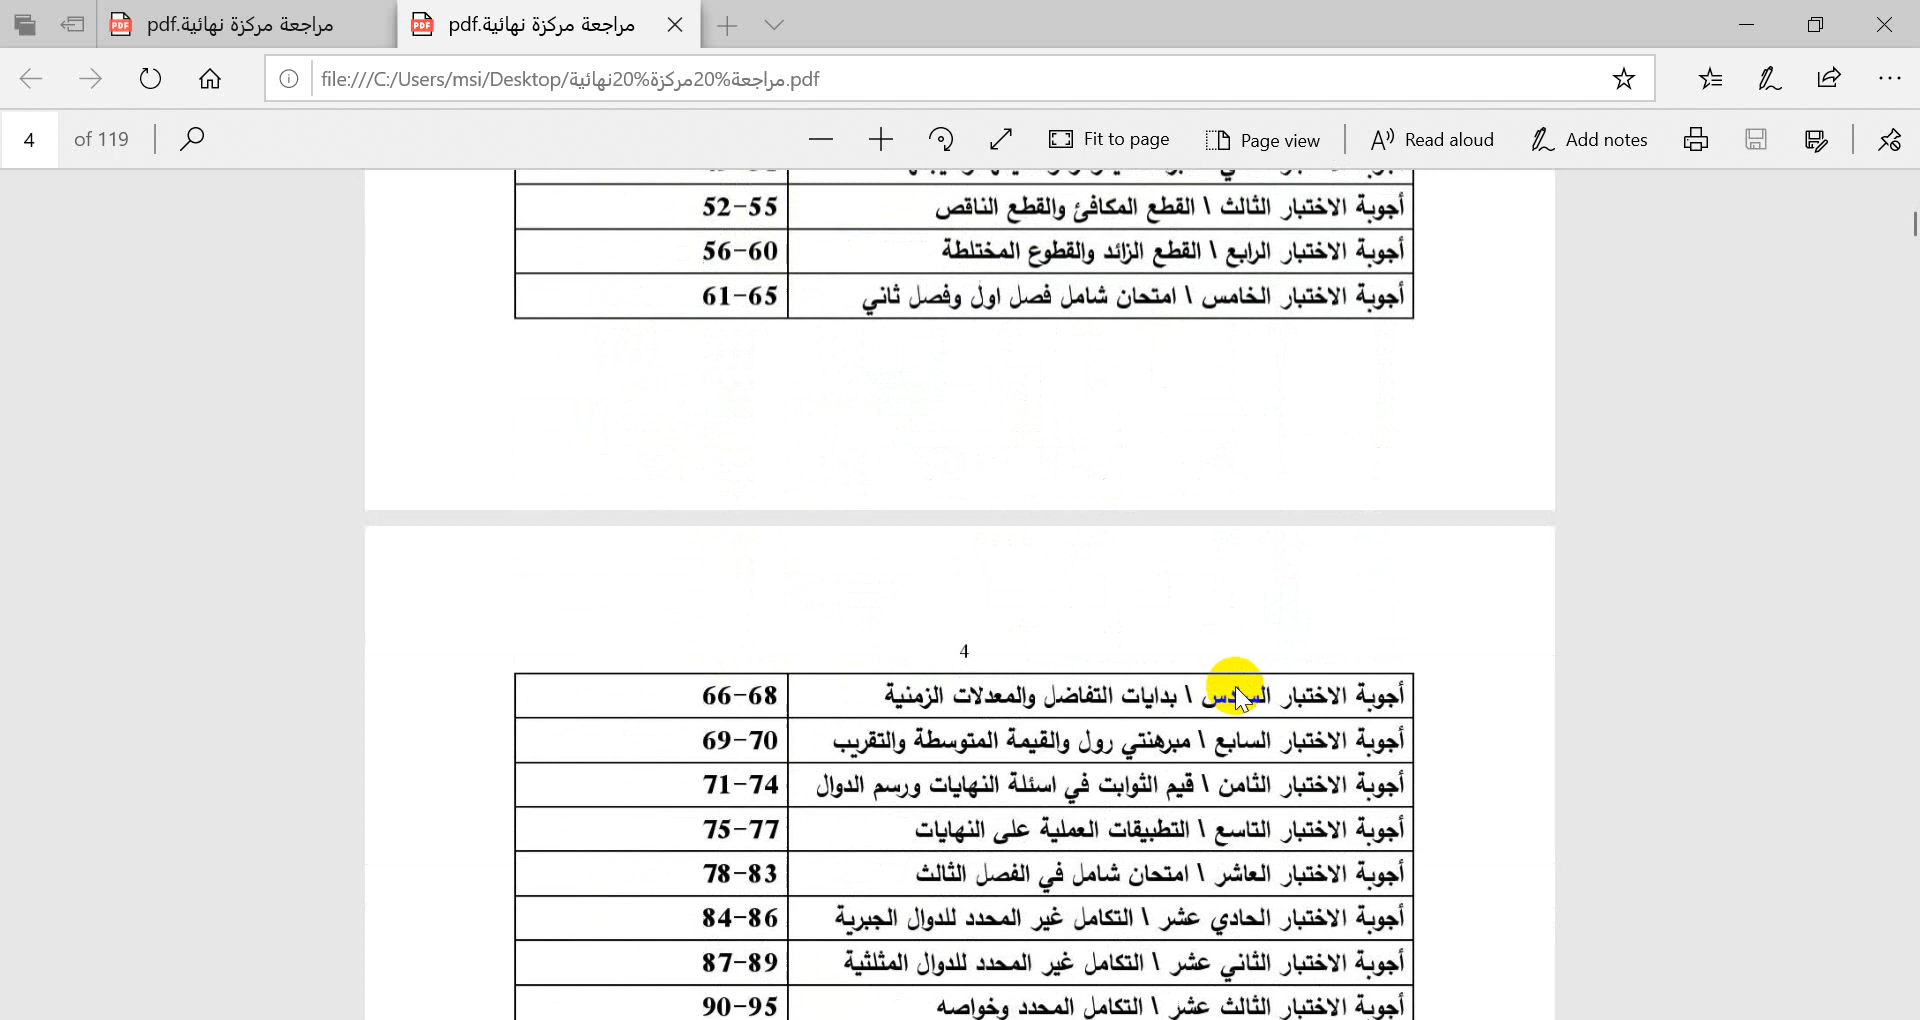 مراجعة مركزة نهائية.pdf
مراجعة مركزة نهائية.pdf
file:///C:/Users/msi/Desktop/مراجعة%20مركزة%20نهائية.pdf
4 of 119 Fit to page Page view Read aloud Add notes
أجوبة الاختبار الثالث \ القطع المكافئ والقطع الناقص 52-55
أجوبة الاختبار الرابع \ القطع الزائد والقطوع المختلطة 56-60
أجوبة الاختبار الخامس \ امتحان شامل فصل اول وفصل ثاني 61-65
4
أجوبة الاختبار السادس \ بدايات التفاضل والمعدلات الزمنية 66-68
أجوبة الاختبار السابع \ مبرهنتي رول والقيمة المتوسطة والتقريب 69-70
أجوبة الاختبار الثامن \ قيم الثوابت في اسئلة النهايات ورسم الدوال 71-74
أجوبة الاختبار التاسع \ التطبيقات العملية على النهايات 75-77
أجوبة الاختبار العاشر \ امتحان شامل في الفصل الثالث 78-83
أجوبة الاختبار الحادي عشر \ التكامل غير المحدد للدوال الجبرية 84-86
أجوبة الاختبار الثاني عشر \ التكامل غير المحدد للدوال المثلثية 87-89
أجوبة الاختبار الثالث عشر \ التكامل المحدد وخواصه 90-95